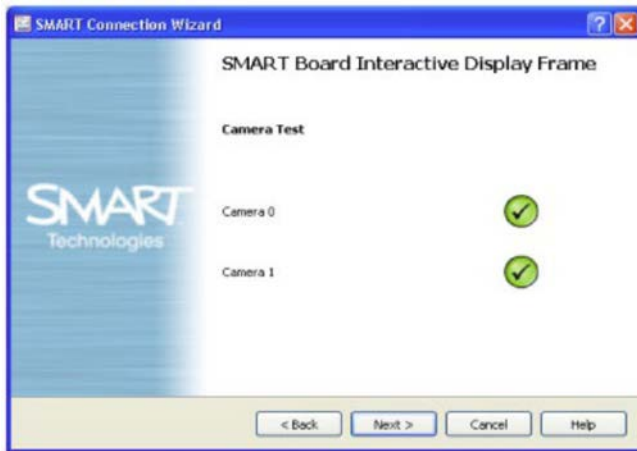 SMART Connection Wizard
SMART Board Interactive Display Frame
Camera Test
SMART
Technologies
Camera 0
Camera 1
< Back
Next >
Cancel
Help